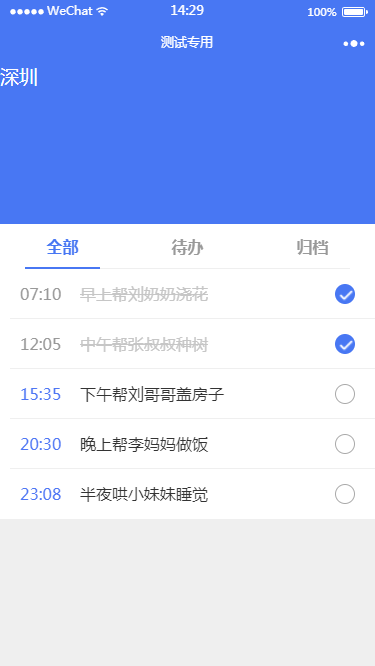 WeChat 14:29 100%
测试专用
深圳
全部 待办 归档
07:10 早上帮刘奶奶浇花
12:05 中午帮张叔叔种树
15:35 下午帮刘哥哥盖房子
20:30 晚上帮李妈妈做饭
23:08 半夜哄小妹妹睡觉